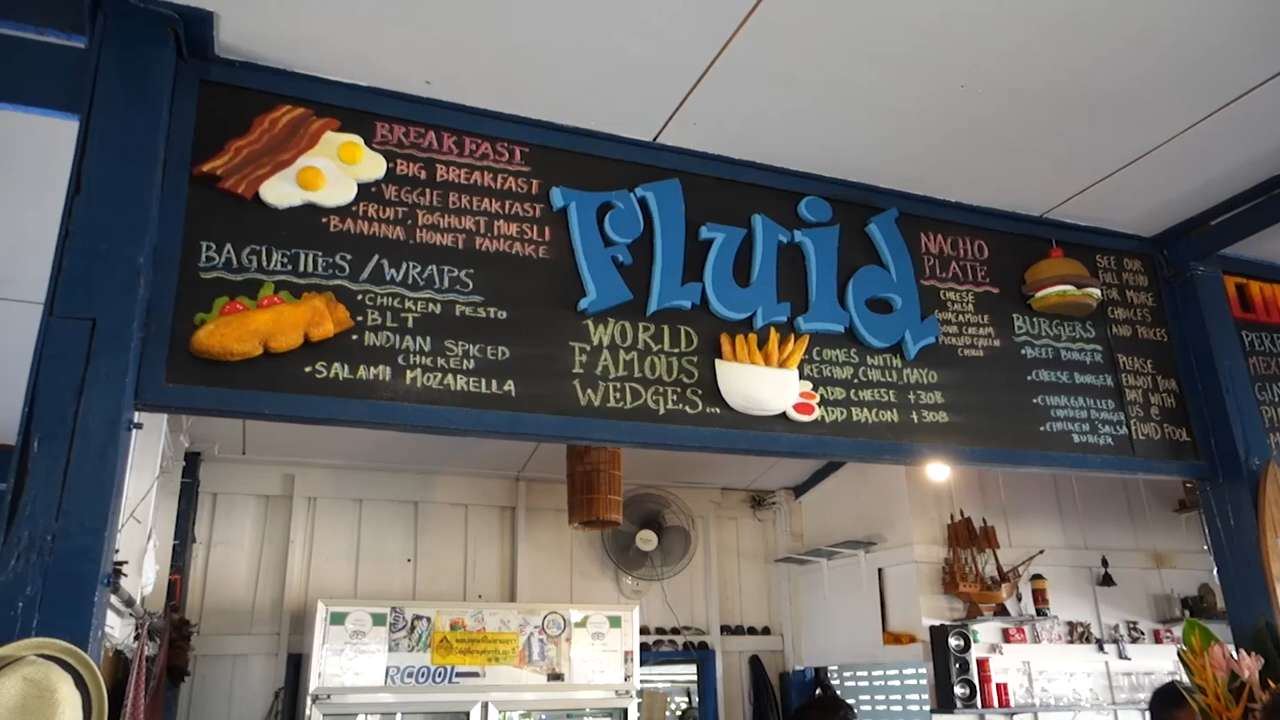 BREAKFAST
•BIG BREAKFAST
•VEGGIE BREAKFAST
•FRUIT, YOGHURT, MUESLI
•BANANA, HONEY PANCAKE
BAGUETTES / WRAPS
•CHICKEN PESTO
•BLT
•INDIAN SPICED
CHICKEN
•SALAMI MOZARELLA
Fluid
WORLD
FAMOUS
WEDGES...
... COMES WITH
KETCHUP, CHILLI, MAYO
ADD CHEESE +30B
ADD BACON +30B
NACHO
PLATE
CHEESE
SALSA
GUACAMOLE
SOUR CREAM
PICKLED GREEN
CHILLI
BURGERS
•BEEF BURGER
•CHEESE BURGER
•CHARGRILLED
CHICKEN BURGER
•CHIKEN SALSA
BURGER
SEE OUR
FULL MENU
FOR MORE
CHOICES
AND PRICES
PLEASE
ENJOY YOUR
DAY WITH
US @
FLUID POOL
RCOOL